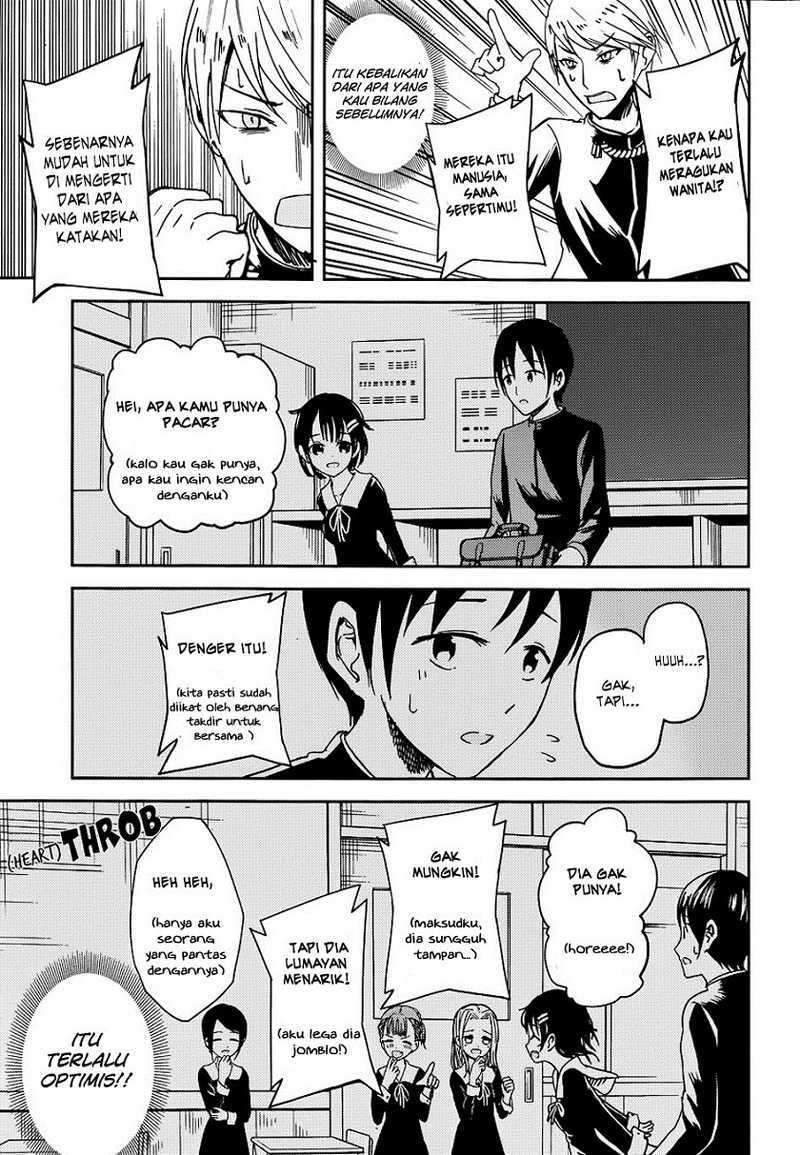 KENAPA KAU
TERLALU
MERAGUKAN
WANITA!?
MEREKA ITU
MANUSIA,
SAMA
SEPERTIMU!
ITU KEBALIKAN
DARI APA YANG
KAU BILANG
SEBELUMNYA!
SEBENARNYA
MUDAH UNTUK
DI MENGERTI
DARI APA
YANG MEREKA
KATAKAN!
HEI, APA KAMU PUNYA
PACAR?
(kalo kau gak punya,
apa kau ingin kencan
denganku)
HUUH...?
GAK,
TAPI...
DENGER ITU!
(kita pasti sudah
diikat oleh benang
takdir untuk
bersama )
DIA GAK
PUNYA!
(horeeee!)
GAK
MUNGKIN!
(maksudku,
dia sungguh
tampan...)
TAPI DIA
LUMAYAN
MENARIK!
(aku lega dia
jomblo!)
HEH HEH,
(hanya aku
seorang
yang pantas
dengannya)
(:HEART) THROB
ITU
TERLALU
OPTIMIS!!